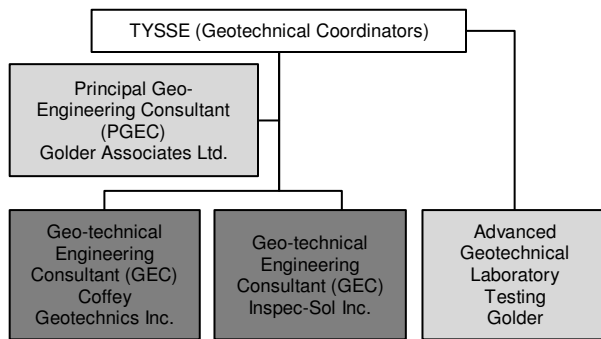 TYSSE (Geotechnical Coordinators)
Principal Geo-
Engineering Consultant
(PGEC)
Golder Associates Ltd.
Geo-technical
Engineering
Consultant (GEC)
Coffey
Geotechnics Inc.
Geo-technical
Engineering
Consultant (GEC)
Inspec-Sol Inc.
Advanced
Geotechnical
Laboratory
Testing
Golder